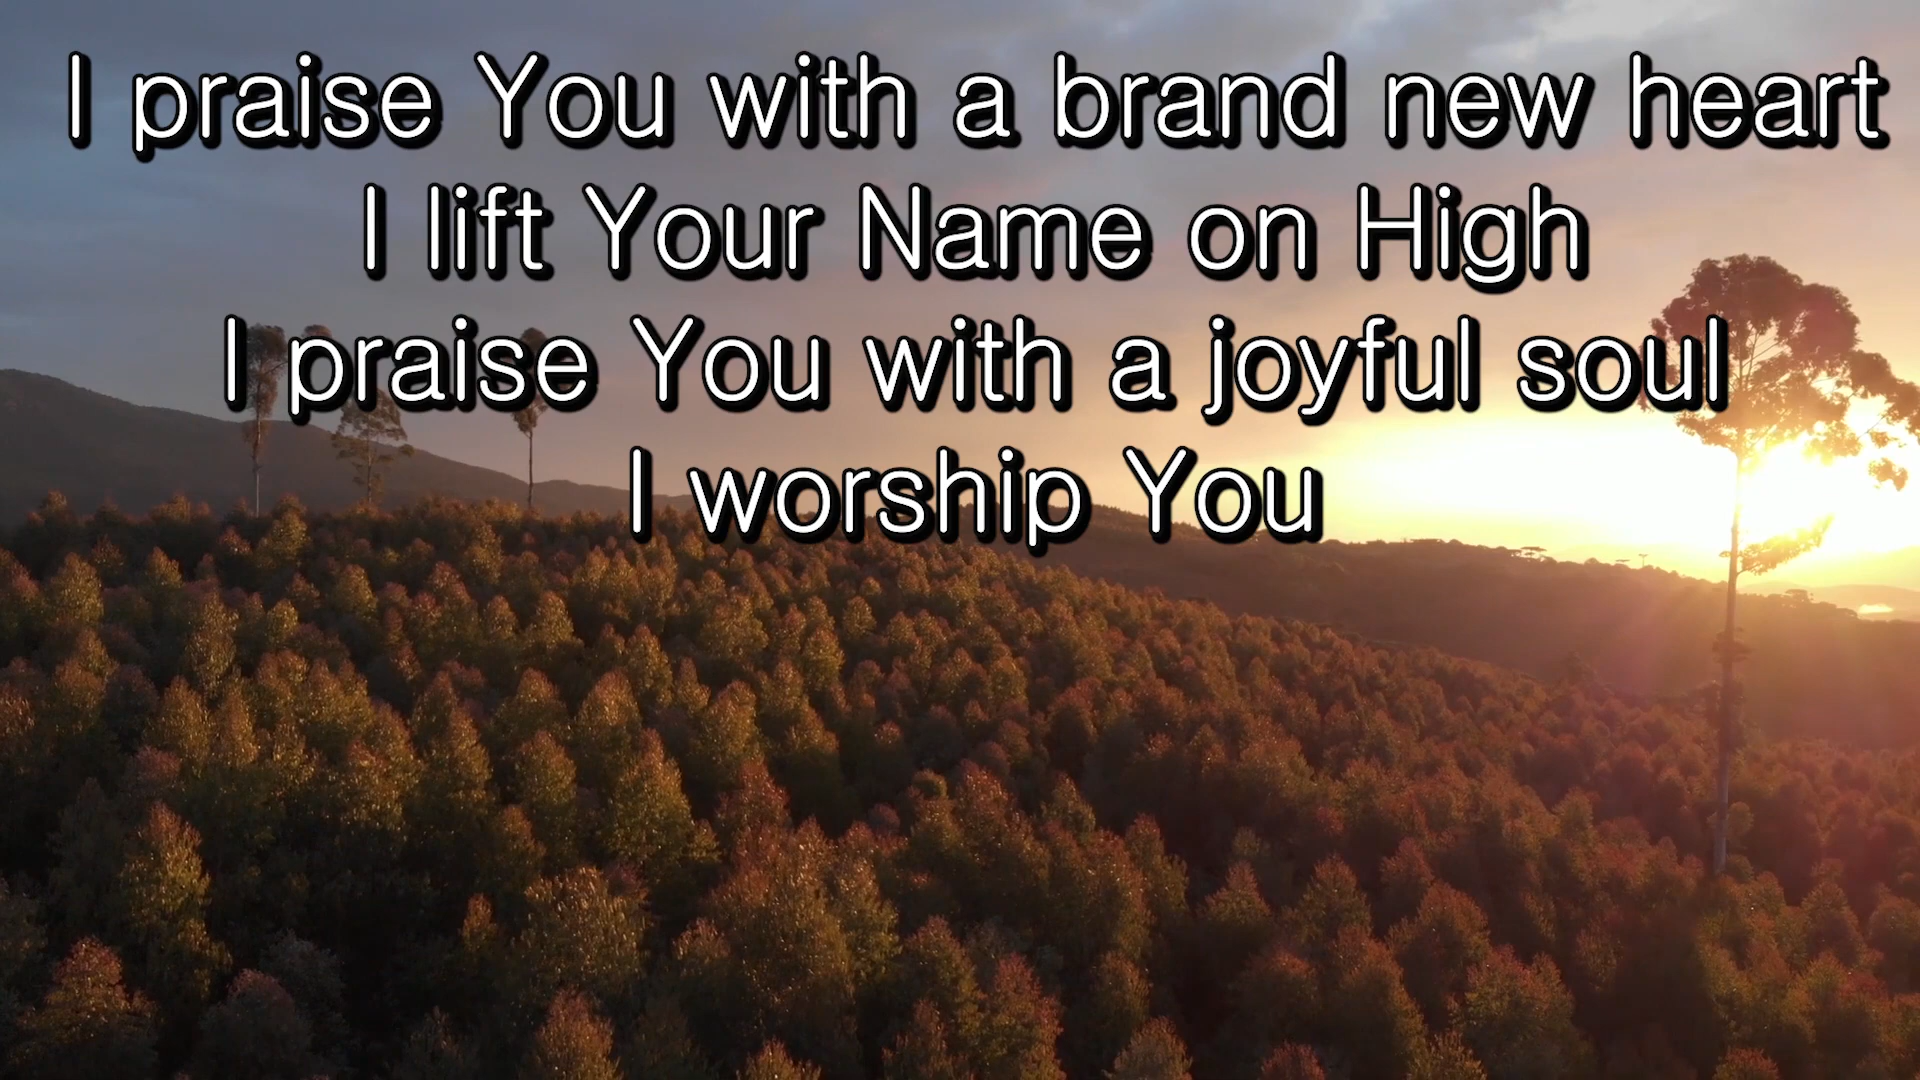 I praise You with a brand new heart
I lift Your Name on High
I praise You with a joyful soul
I worship You